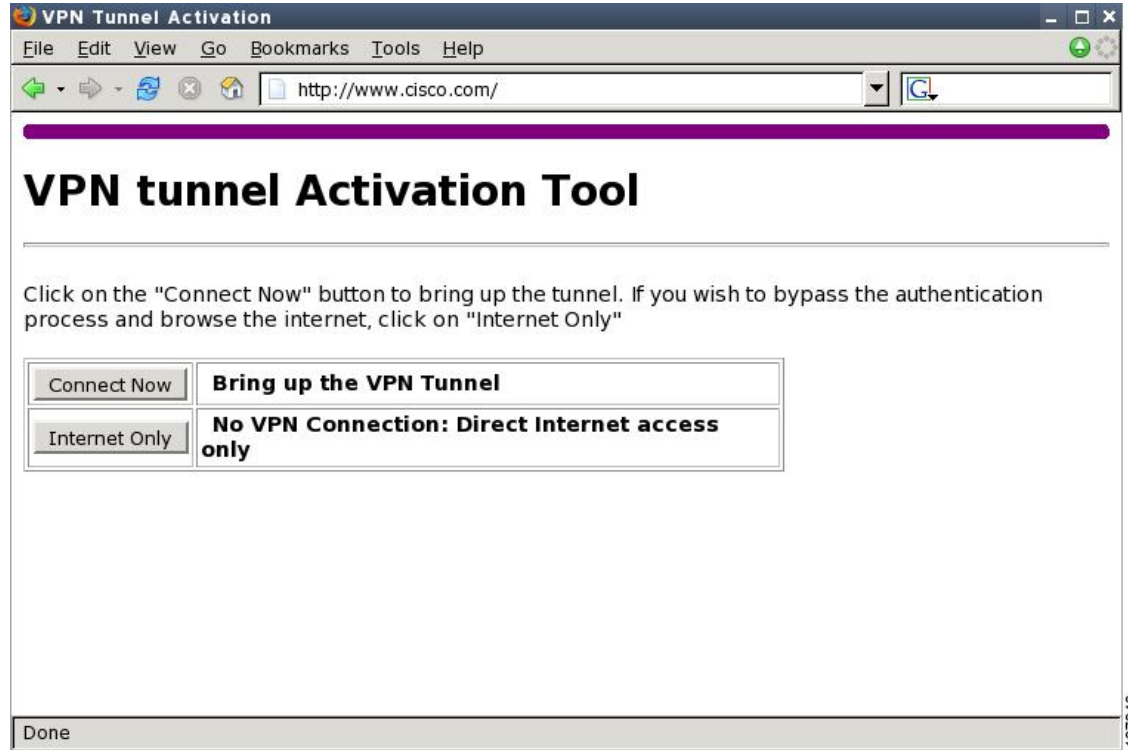 VPN Tunnel Activation
File Edit View Go Bookmarks Tools Help
http://www.cisco.com/
G
VPN tunnel Activation Tool
Click on the "Connect Now" button to bring up the tunnel. If you wish to bypass the authentication
process and browse the internet, click on "Internet Only"
Connect Now Bring up the VPN Tunnel
Internet Only No VPN Connection: Direct Internet access
only
Done